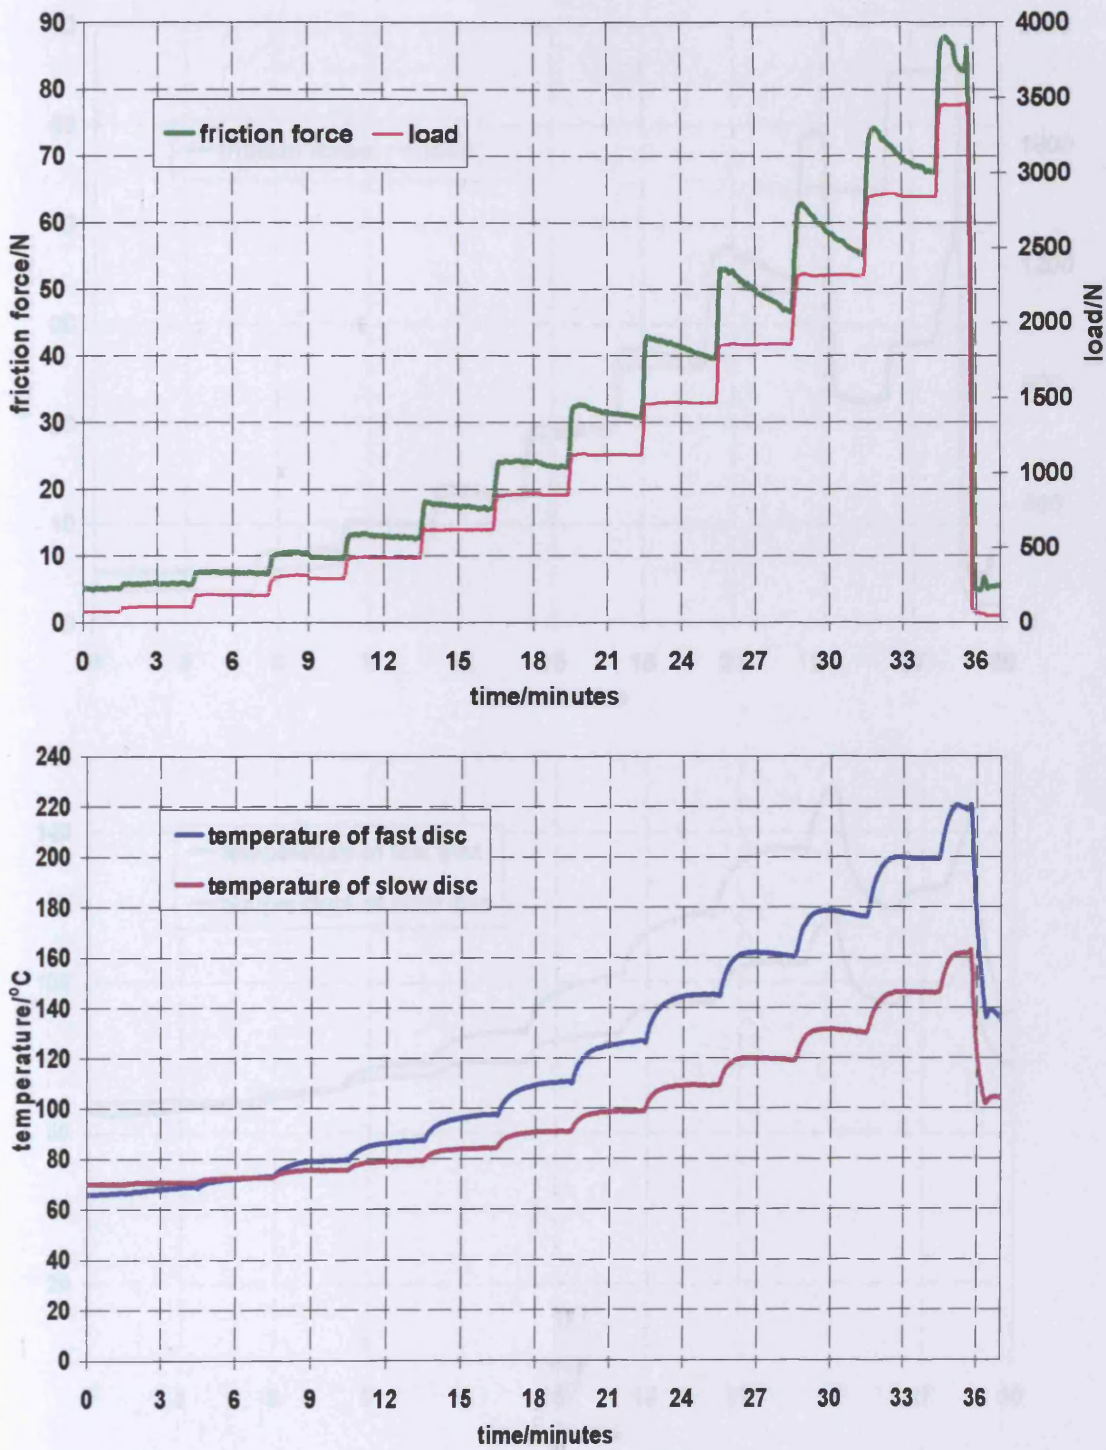 90 4000
80 3500
70 3000
60 2500
50 2000
40 1500
30 1000
20 500
10 0
0
friction force load
friction force/N
load/N
0 3 6 9 12 15 18 21 24 27 30 33 36
time/minutes
240
220
200
180
160
140
120
100
80
60
40
20
0
temperature of fast disc
temperature of slow disc
temperature/°C
0 3 6 9 12 15 18 21 24 27 30 33 36
time/minutes